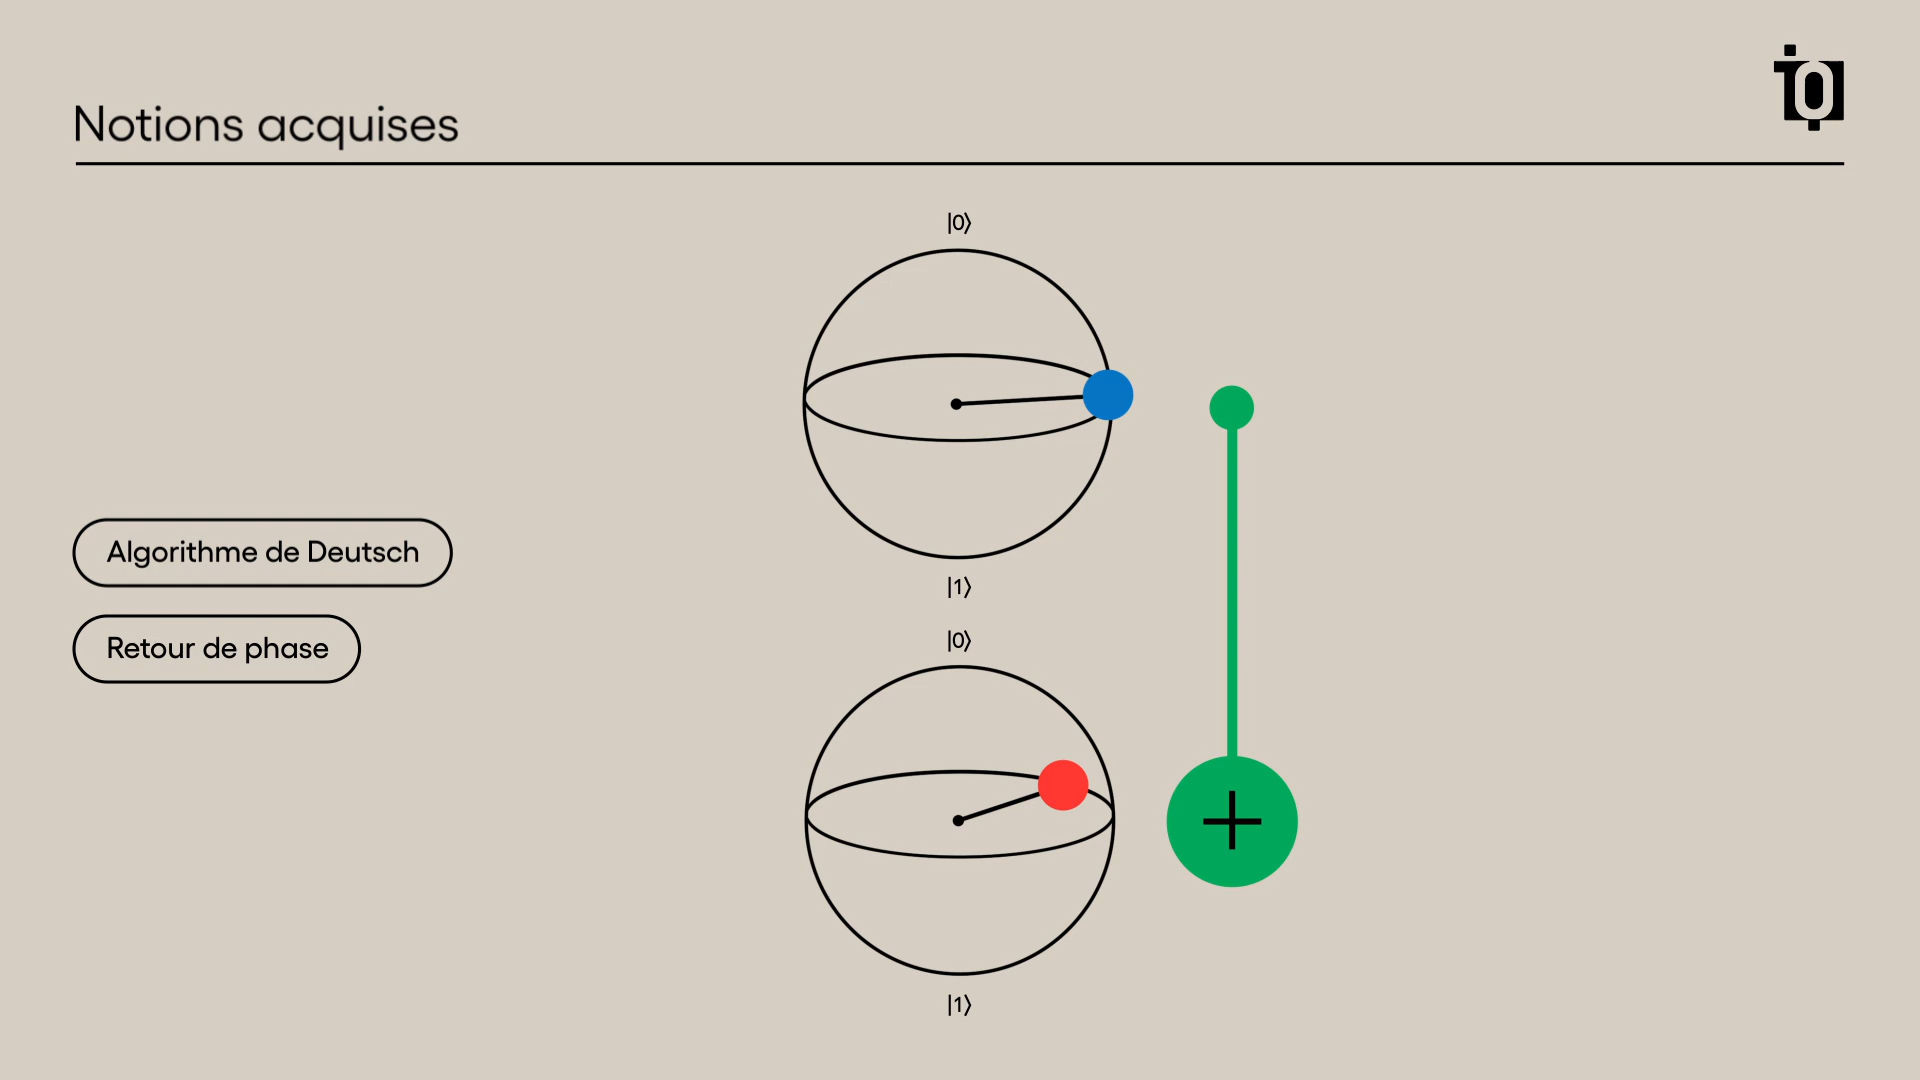 Notions acquises
|0⟩
|1⟩
Algorithme de Deutsch
Retour de phase
|0⟩
|1⟩